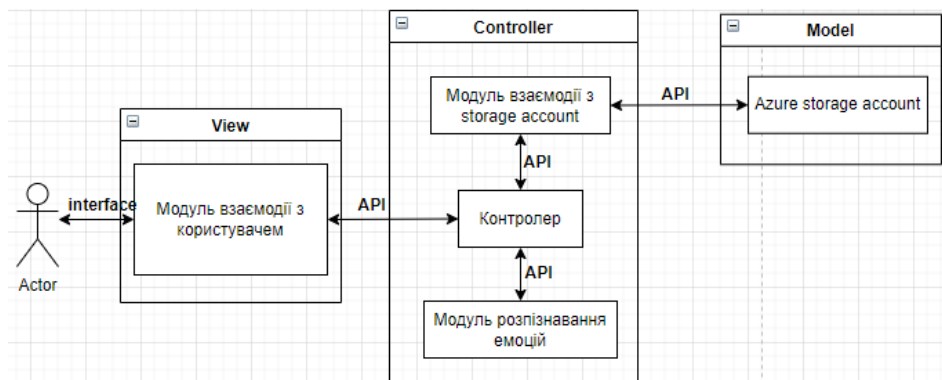 Controller
Model
Модуль взаємодії з
storage account
API
Azure storage account
View
API
interface
Модуль взаємодії з
користувачем
API
Контролер
API
Actor
Модуль розпізнавання
емоцій